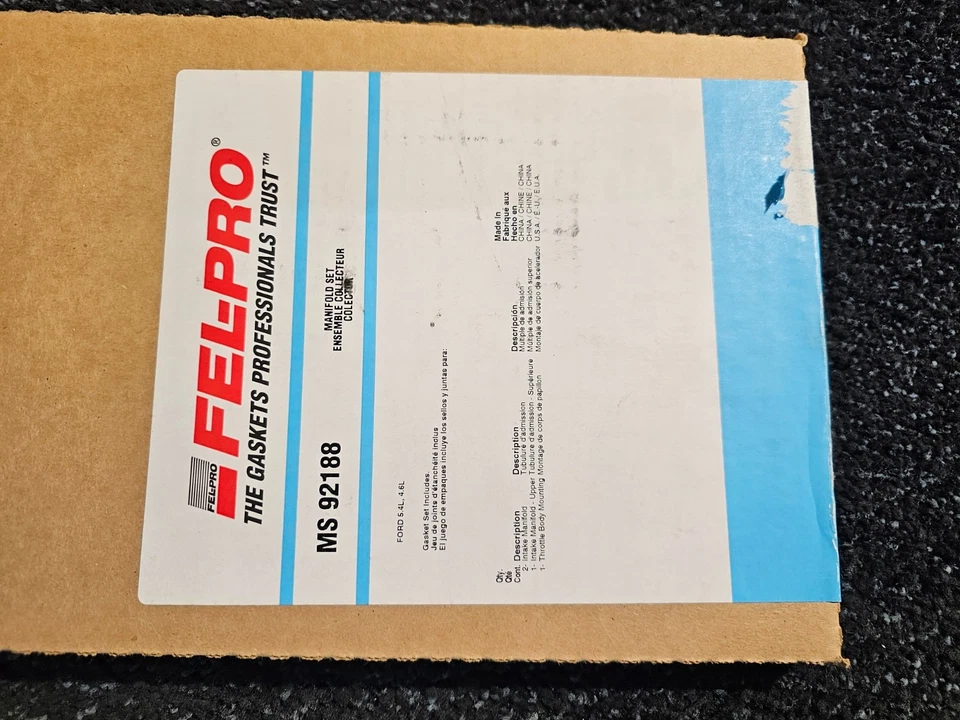 FEL-PRO
FEL-PRO®
THE GASKETS PROFESSIONALS TRUST™
MS 92188
MANIFOLD SET
ENSEMBLE COLLECTEUR
COLECTOR
FORD 5.4L, 4.6L
Gasket Set Includes.
Jeu de joints d'étanchéité inclus
El juego de empaques incluye los sellos y juntas para:
Qty.
Qté
Cont. Description Description Descripción
Made In
Fabriqué aux
Hecho en
2- Intake Manifold Tubulure d'admission Multiple de admisión CHINA / CHINE / CHINA
1- Intake Manifold - Upper Tubulure d'admission - Supérieure Multiple de admisión superior CHINA / CHINE / CHINA
1- Throttle Body Mounting Montage de corps de papillon Montaje de cuerpo de acelerador U.S.A. / É.-U. / E.U.A.